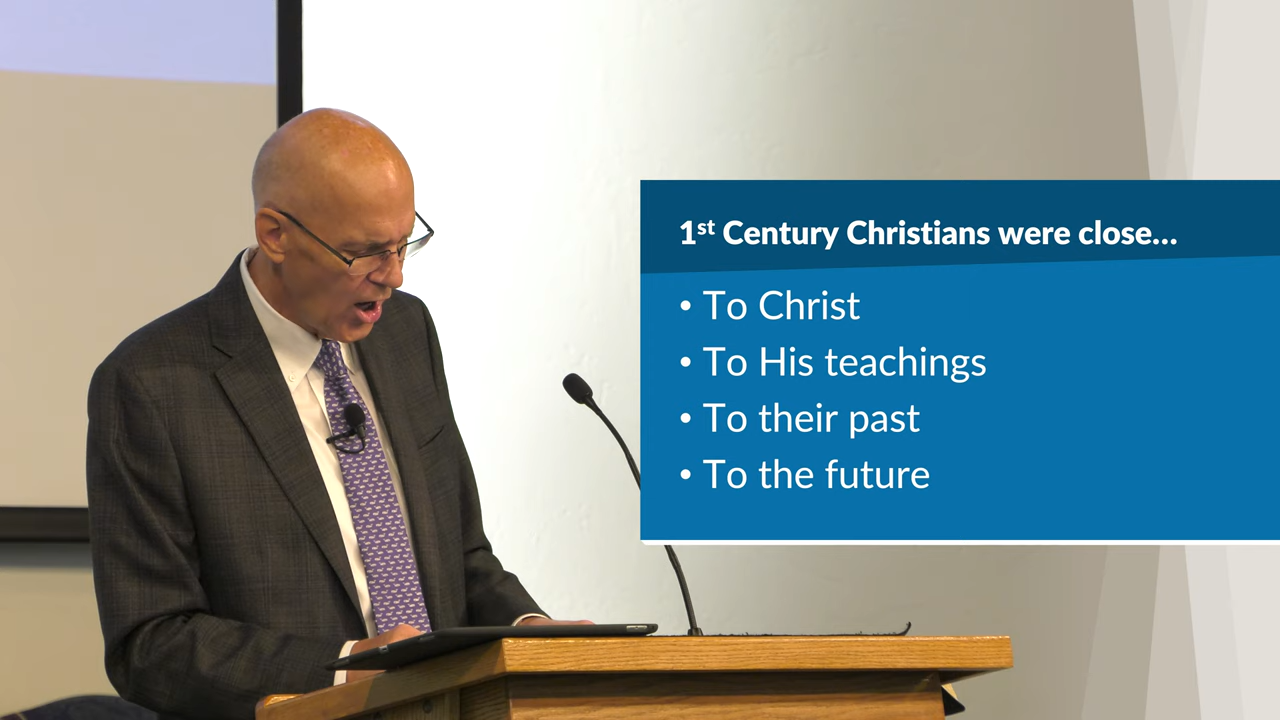 1st Century Christians were close...
• To Christ
• To His teachings
• To their past
• To the future